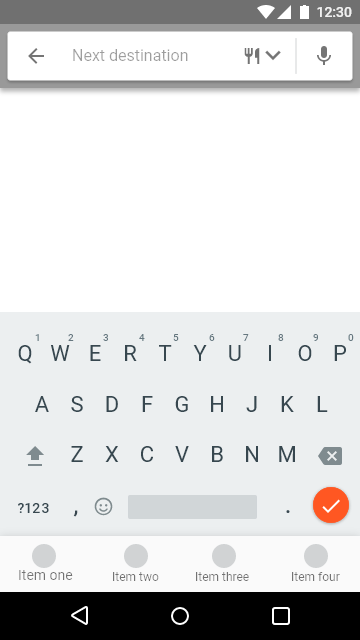 12:30
Next destination
1 2 3 4 5 6 7 8 9 0
Q W E R T Y U I O P
A S D F G H J K L
Z X C V B N M
?123 , .
Item one Item two Item three Item four